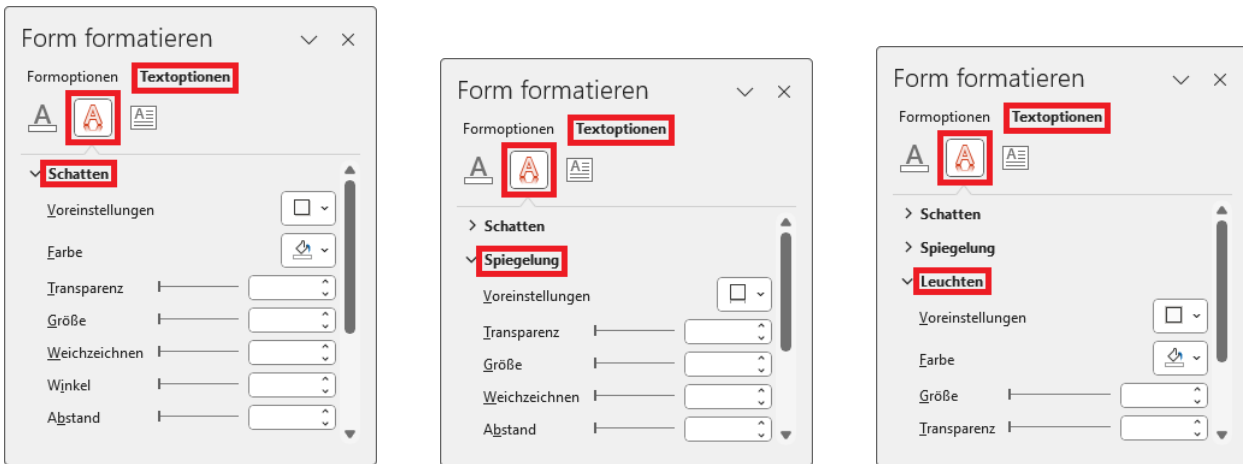 Form formatieren
Formoptionen Textoptionen
A A A
Schatten
Voreinstellungen
Farbe
Transparenz
Größe
Weichzeichnen
Winkel
Abstand
Form formatieren
Formoptionen Textoptionen
A A A
Schatten
Spiegelung
Voreinstellungen
Transparenz
Größe
Weichzeichnen
Abstand
Form formatieren
Formoptionen Textoptionen
A A A
Schatten
Spiegelung
Leuchten
Voreinstellungen
Farbe
Größe
Transparenz